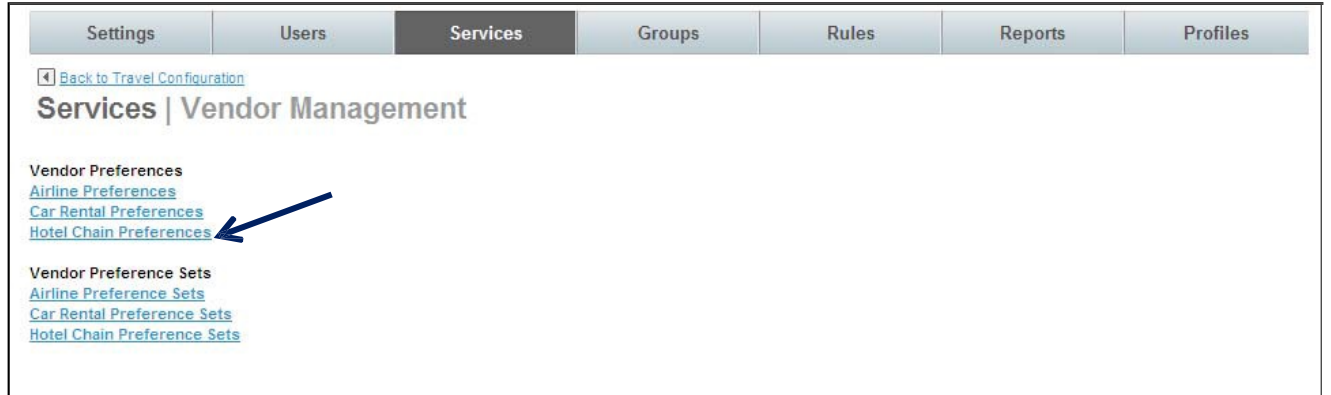 Settings Users Services Groups Rules Reports Profiles
Back to Travel Configuration
Services | Vendor Management
Vendor Preferences
Airline Preferences
Car Rental Preferences
Hotel Chain Preferences
Vendor Preference Sets
Airline Preference Sets
Car Rental Preference Sets
Hotel Chain Preference Sets